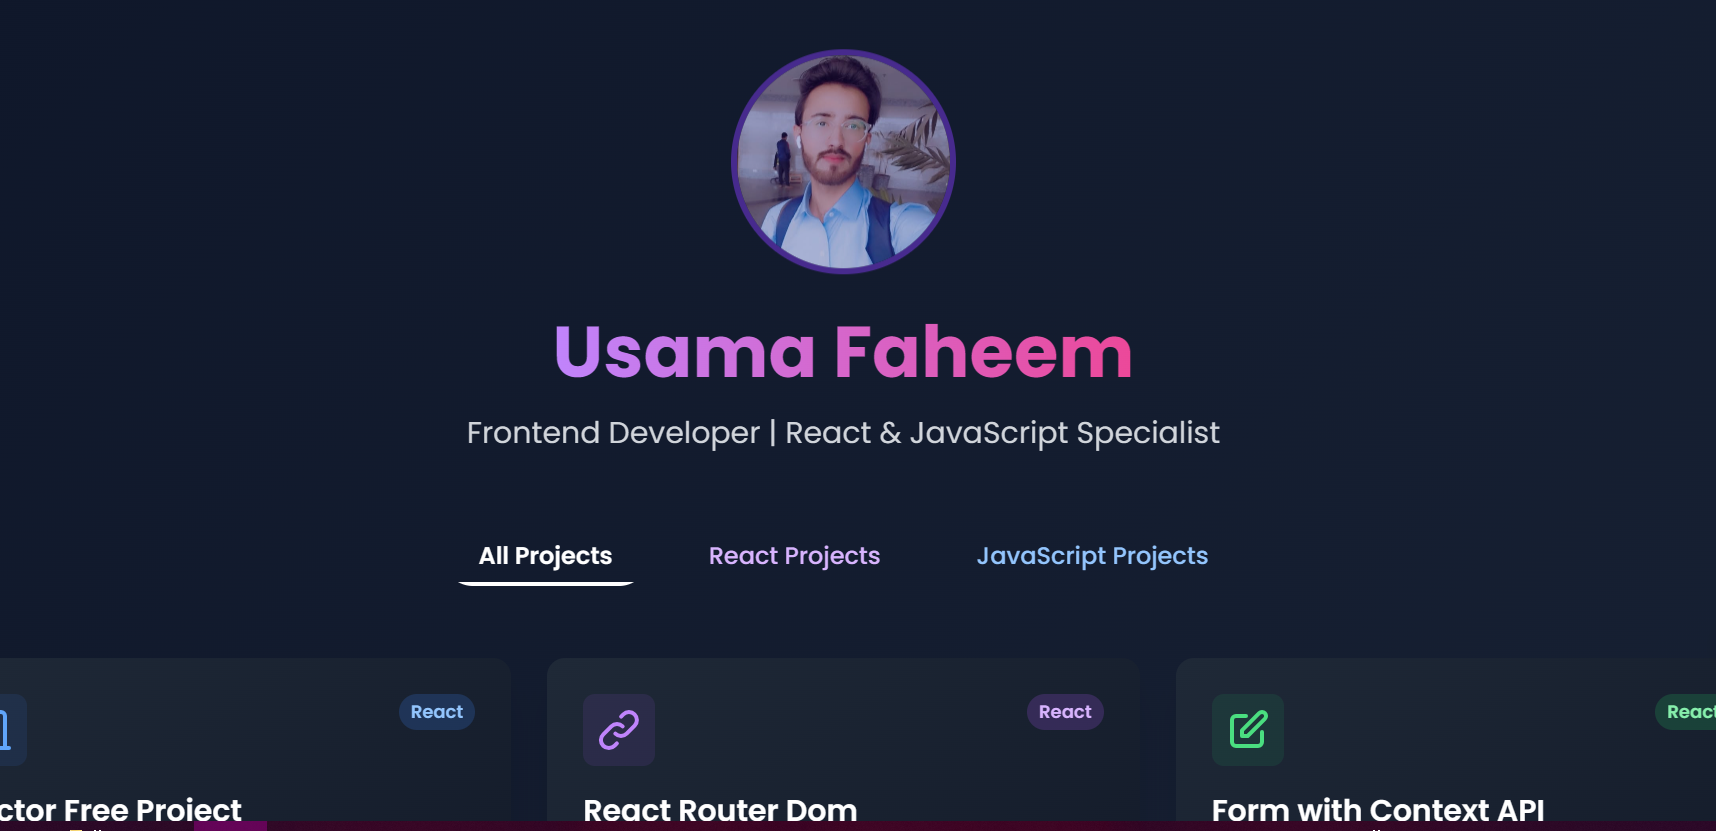 Usama Faheem
Frontend Developer | React & JavaScript Specialist
All Projects React Projects JavaScript Projects
React React React
Free Project React Router Dom Form with Context API